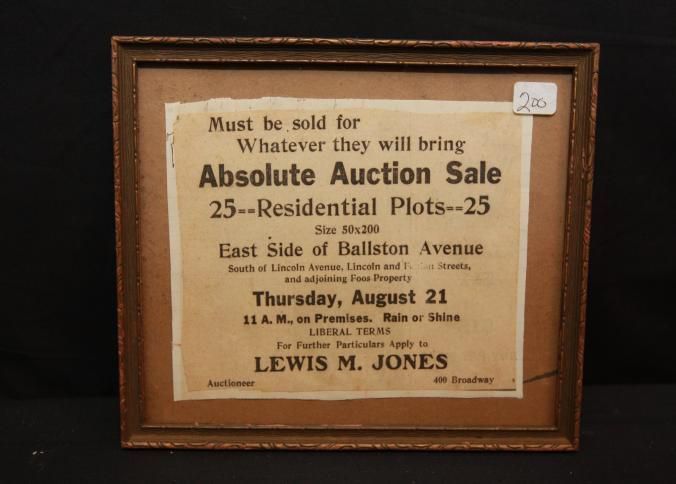 200
Must be sold for
Whatever they will bring
Absolute Auction Sale
25==Residential Plots==25
Size 50x200
East Side of Ballston Avenue
South of Lincoln Avenue, Lincoln and Streets,
and adjoining Foos Property
Thursday, August 21
11 A. M., on Premises. Rain or Shine
LIBERAL TERMS
For Further Particulars Apply to
LEWIS M. JONES
Auctioneer 400 Broadway